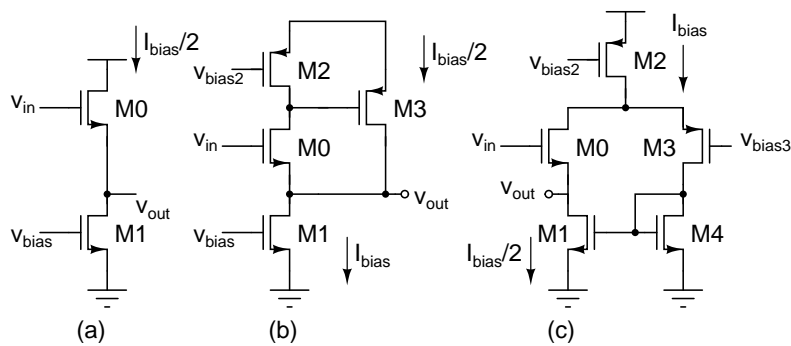 I_bias/2
v_in
M0
v_out
v_bias
M1
(a)
v_bias2
M2
I_bias/2
M3
v_in
M0
v_out
v_bias
M1
I_bias
(b)
v_bias2
M2
I_bias
v_in
M0
M3
v_bias3
v_out
M1
M4
I_bias/2
(c)